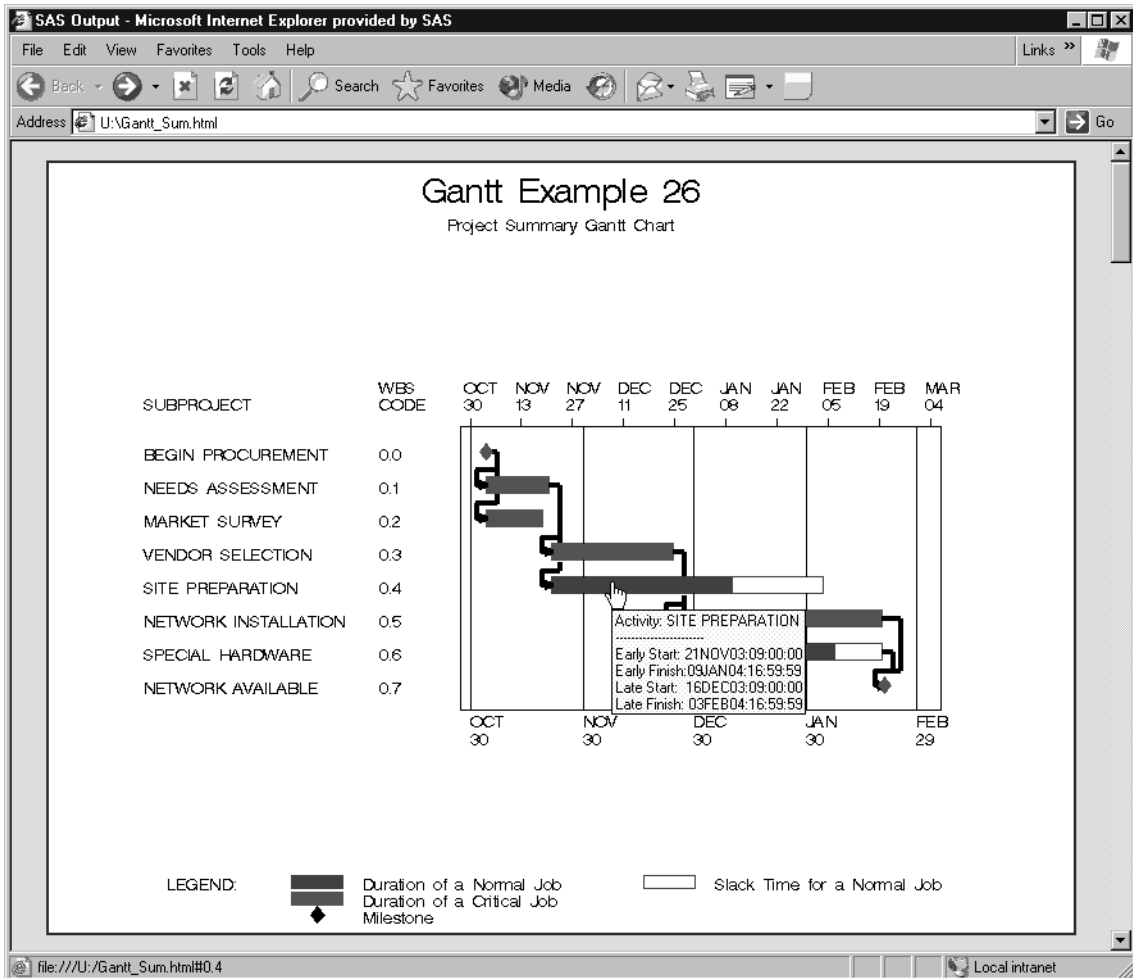 SAS Output - Microsoft Internet Explorer provided by SAS
File Edit View Favorites Tools Help Links »
Back Search Favorites Media
Address U:\Gantt_Sum.html Go
Gantt Example 26
Project Summary Gantt Chart
SUBPROJECT
WBS
CODE
OCT NOV NOV DEC DEC JAN JAN FEB FEB MAR
30 13 27 11 25 08 22 05 19 04
BEGIN PROCUREMENT 0.0
NEEDS ASSESSMENT 0.1
MARKET SURVEY 0.2
VENDOR SELECTION 0.3
SITE PREPARATION 0.4
NETWORK INSTALLATION 0.5
SPECIAL HARDWARE 0.6
NETWORK AVAILABLE 0.7
Activity: SITE PREPARATION
----------------------
Early Start: 21NOV03:09:00:00
Early Finish:09JAN04:16:59:59
Late Start: 16DEC03:09:00:00
Late Finish: 03FEB04:16:59:59
OCT NOV DEC JAN FEB
30 30 30 30 29
LEGEND: Duration of a Normal Job Slack Time for a Normal Job
Duration of a Critical Job
Milestone
file:///U:/Gantt_Sum.html#0.4 Local intranet